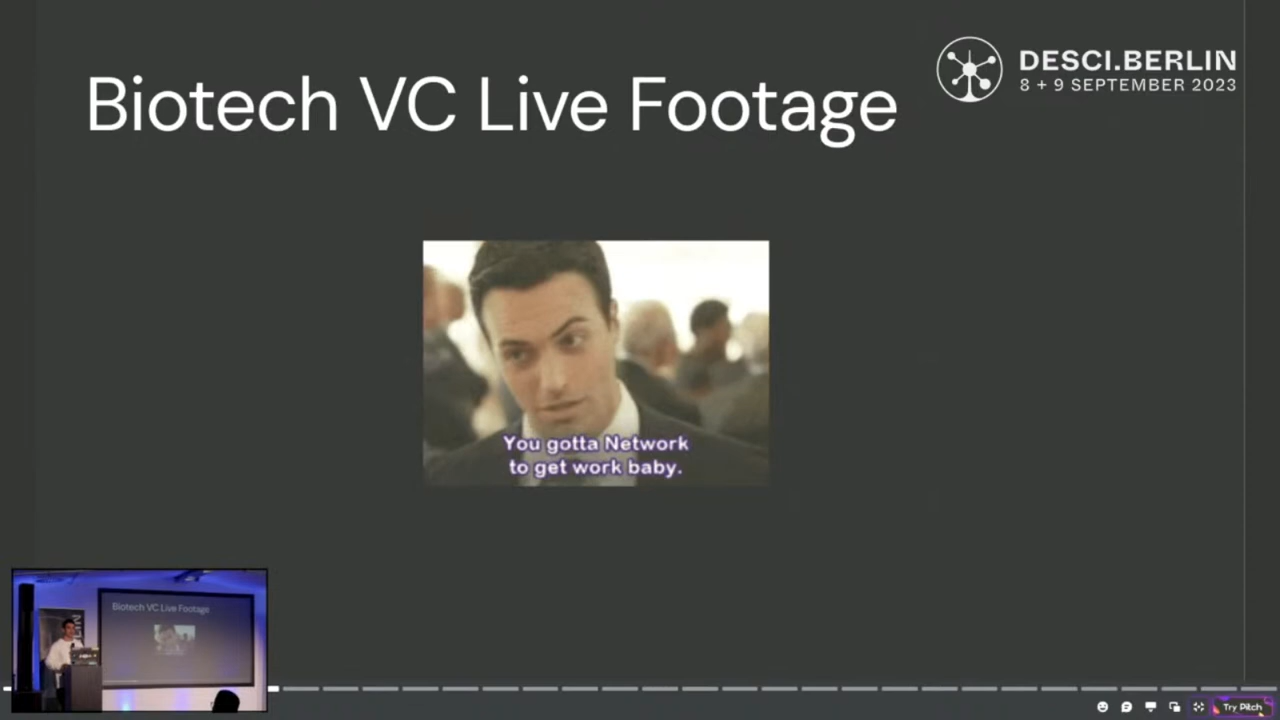 Biotech VC Live Footage
DESCI.BERLIN
8 + 9 SEPTEMBER 2023
You gotta Network
to get work baby.
Biotech VC Live Footage
Try Pitch